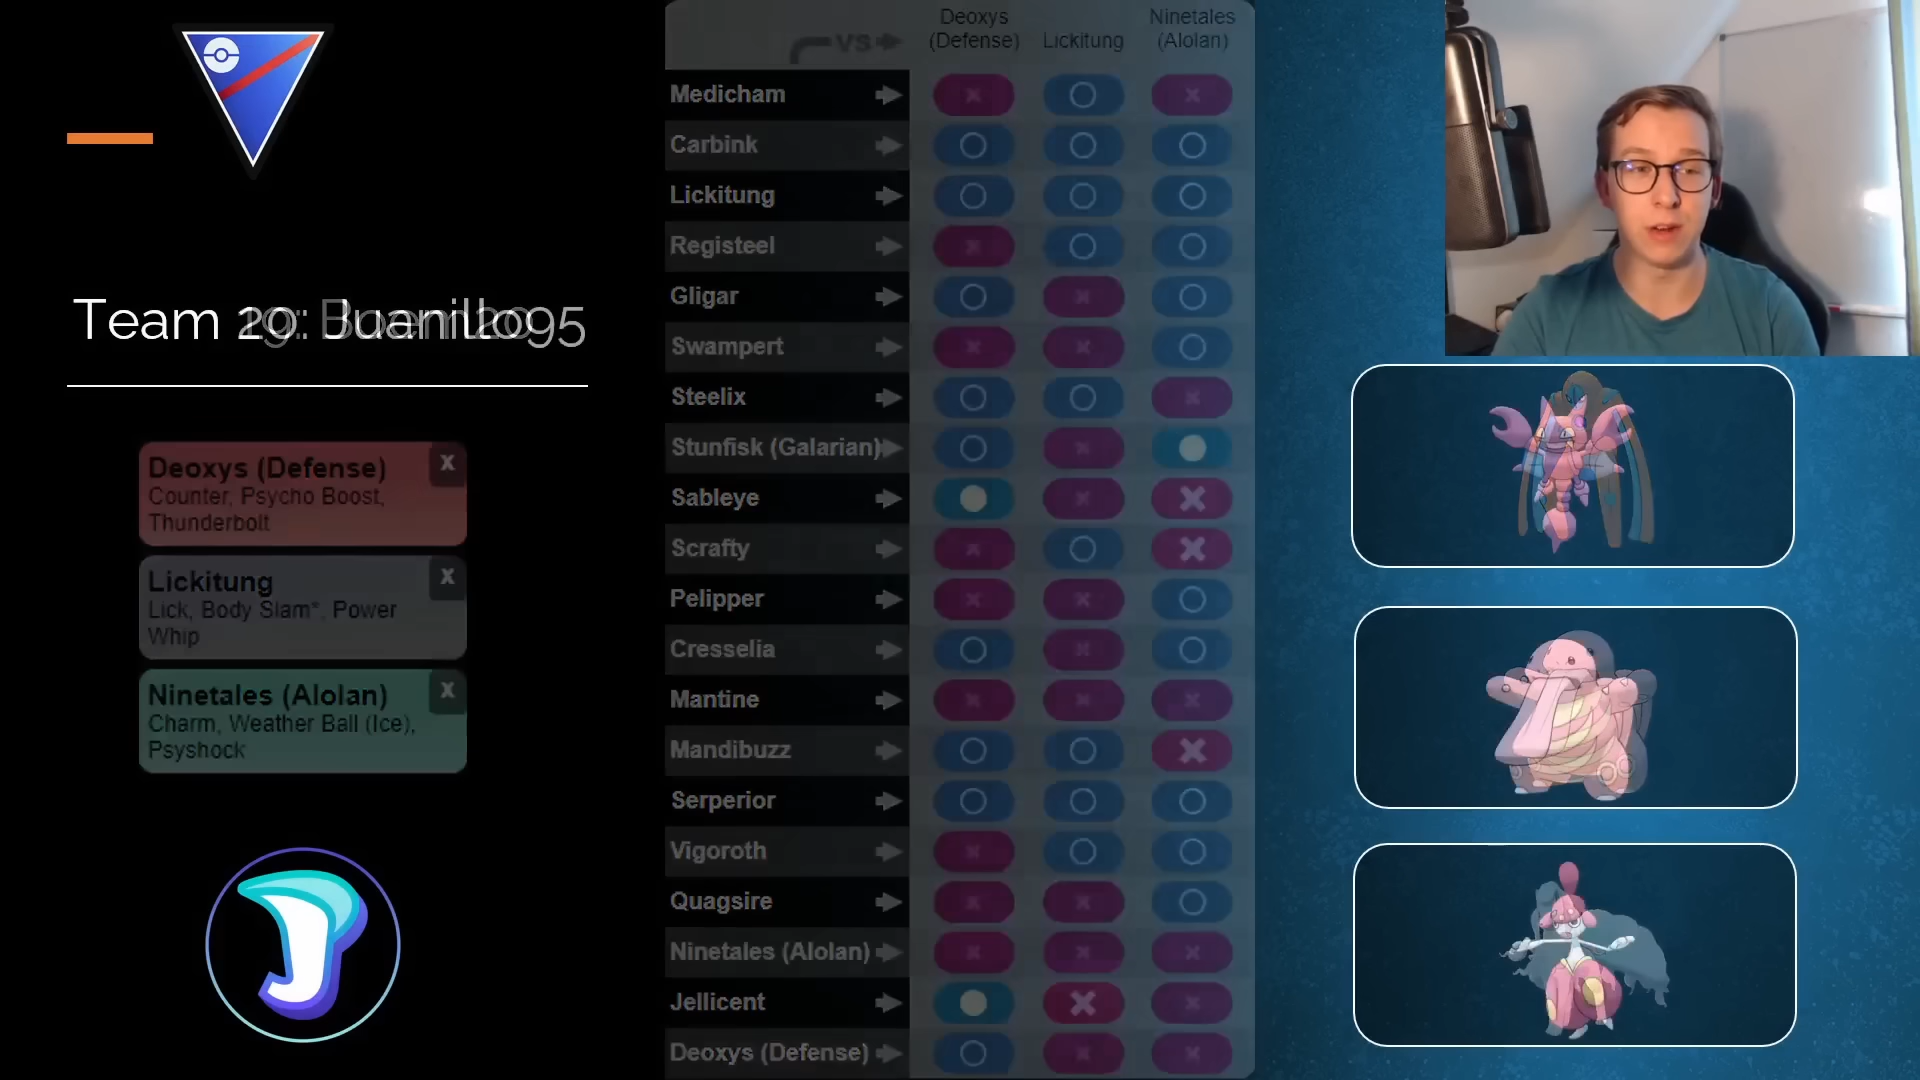 Team
Deoxys (Defense)
Counter, Psycho Boost,
Thunderbolt
X
Lickitung
Lick, Body Slam*, Power
Whip
X
Ninetales (Alolan)
Charm, Weather Ball (Ice),
Psyshock
X
VS
Deoxys
(Defense)
Lickitung
Ninetales
(Alolan)
Medicham
Carbink
Lickitung
Registeel
Gligar
Swampert
Steelix
Stunfisk (Galarian)
Sableye
Scrafty
Pelipper
Cresselia
Mantine
Mandibuzz
Serperior
Vigoroth
Quagsire
Ninetales (Alolan)
Jellicent
Deoxys (Defense)